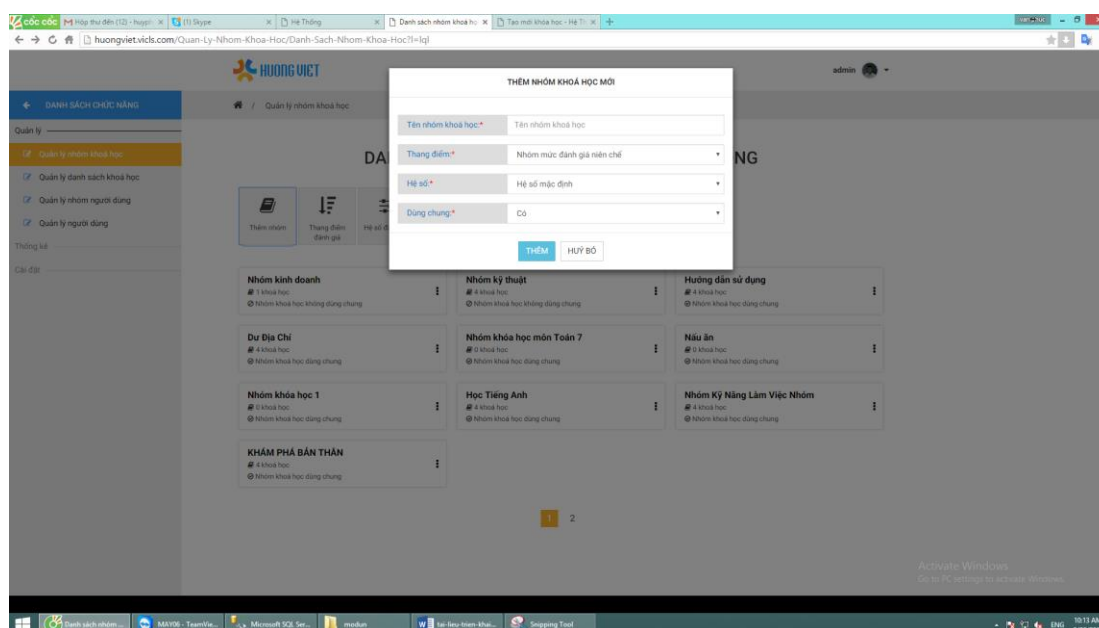 cốc cốc
Hộp thư đến (12) - huyph
(1) Skype
Hệ Thống
Danh sách nhóm khoá họ
Tạo mới khóa học - Hệ Th
huongviet.vicls.com/Quan-Ly-Nhom-Khoa-Hoc/Danh-Sach-Nhom-Khoa-Hoc?l=lql
HUONG VIET
admin
DANH SÁCH CHỨC NĂNG
/ Quản lý nhóm khoá học
Quản lý
Quản lý nhóm khoá học
Quản lý danh sách khoá học
Quản lý nhóm người dùng
Quản lý người dùng
Thống kê
Cài đặt
THÊM NHÓM KHOÁ HỌC MỚI
Tên nhóm khoá học:*
Tên nhóm khoá học
Thang điểm:*
Nhóm mức đánh giá niên chế
Hệ số:*
Hệ số mặc định
Dùng chung:*
Có
THÊM
HUỶ BỎ
DA
NG
Thêm nhóm
Thang điểm
đánh giá
Hệ số đ
Nhóm kinh doanh
1 khoá học
Nhóm khoá học không dùng chung
Nhóm kỹ thuật
4 khoá học
Nhóm khoá học không dùng chung
Hướng dẫn sử dụng
4 khoá học
Nhóm khoá học dùng chung
Dư Địa Chí
4 khoá học
Nhóm khoá học dùng chung
Nhóm khóa học môn Toán 7
0 khoá học
Nhóm khoá học dùng chung
Nấu ăn
0 khoá học
Nhóm khoá học dùng chung
Nhóm khóa học 1
0 khoá học
Nhóm khoá học dùng chung
Học Tiếng Anh
4 khoá học
Nhóm khoá học dùng chung
Nhóm Kỹ Năng Làm Việc Nhóm
4 khoá học
Nhóm khoá học dùng chung
KHÁM PHÁ BẢN THÂN
4 khoá học
Nhóm khoá học dùng chung
1
2
Activate Windows
Go to PC settings to activate Windows.
Danh sách nhóm ...
MAY06 - TeamVie...
Microsoft SQL Ser...
modun
tai-lieu-trien-khai...
Snipping Tool
ENG
10:13 AM